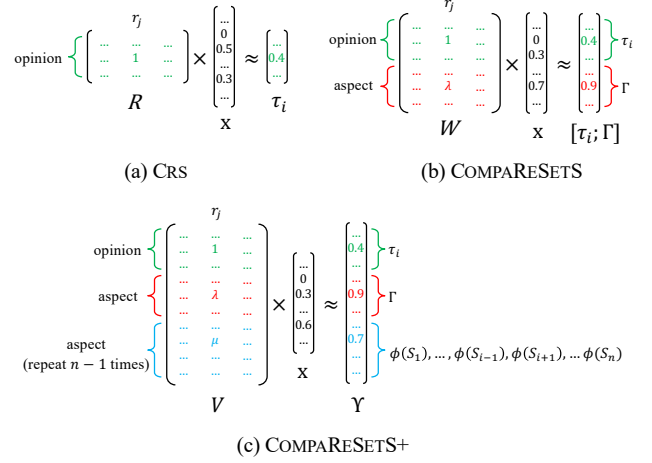 r_j
opinion
... ... ...
... 1 ...
... ... ...
×
...
0
0.5
...
0.3
...
≈
...
0.4
...
R
x
τ_i
(a) CRS
r_j
opinion
aspect
... ... ...
... 1 ...
... ... ...
... ... ...
... λ ...
... ... ...
×
...
0
0.3
...
0.7
...
≈
...
0.4
...
...
0.9
...
τ_i
Γ
W
x
[τ_i; Γ]
(b) COMPARESETS
r_j
opinion
aspect
aspect
(repeat n − 1 times)
... ... ...
... 1 ...
... ... ...
... ... ...
... λ ...
... ... ...
... ... ...
... μ ...
... ... ...
... ... ...
×
...
0
0.3
...
0.6
...
≈
...
0.4
...
...
0.9
...
...
0.7
...
...
τ_i
Γ
ϕ(S_1), ..., ϕ(S_{i−1}), ϕ(S_{i+1}), ... ϕ(S_n)
V
x
Υ
(c) COMPARESETS+